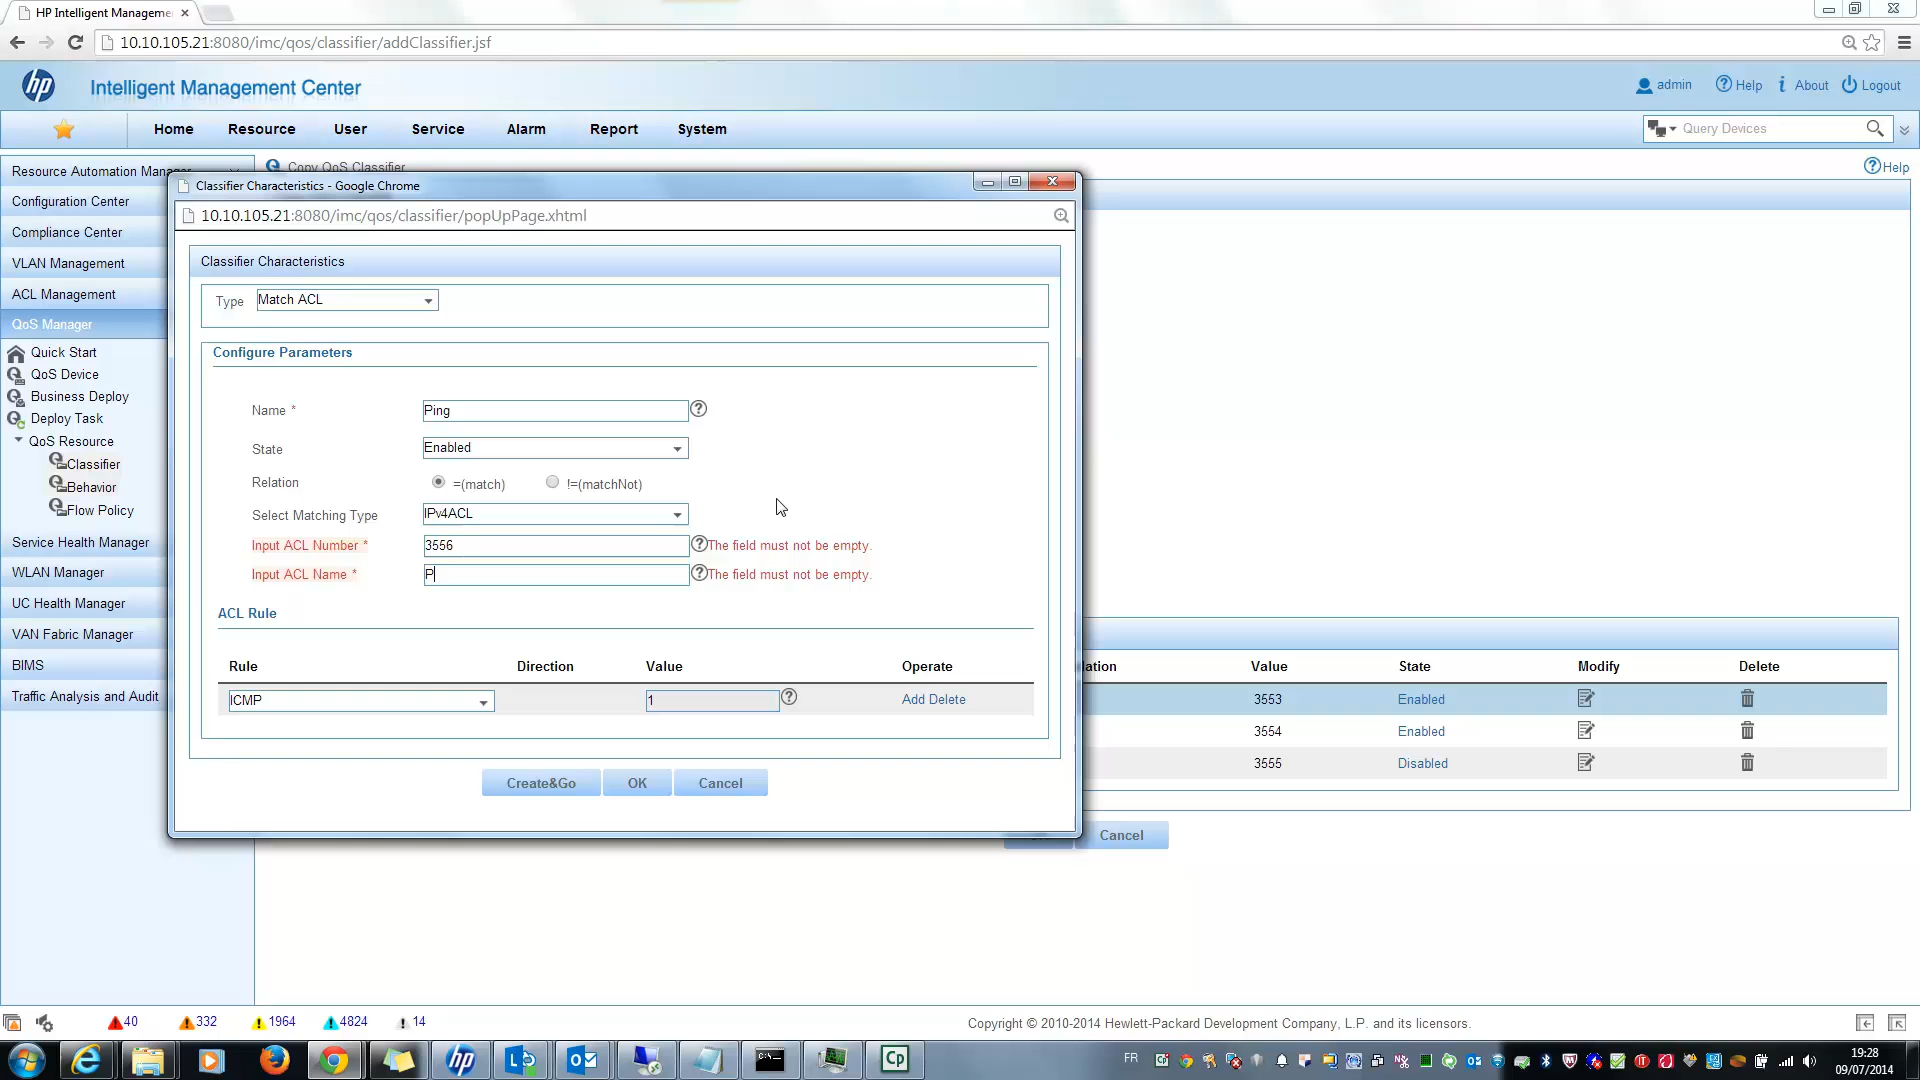 HP Intelligent Manageme
10.10.105.21:8080/imc/qos/classifier/addClassifier.jsf
hp Intelligent Management Center
admin Help About Logout
Home Resource User Service Alarm Report System
Query Devices
Resource Automation Manager
Copy QoS Classifier
Help
Classifier Characteristics - Google Chrome
10.10.105.21:8080/imc/qos/classifier/popUpPage.xhtml
Configuration Center
Compliance Center
VLAN Management
ACL Management
QoS Manager
Quick Start
QoS Device
Business Deploy
Deploy Task
QoS Resource
Classifier
Behavior
Flow Policy
Service Health Manager
WLAN Manager
UC Health Manager
VAN Fabric Manager
BIMS
Traffic Analysis and Audit
Classifier Characteristics
Type Match ACL
Configure Parameters
Name * Ping
State Enabled
Relation =(match) !=(matchNot)
Select Matching Type IPv4ACL
Input ACL Number * 3556 The field must not be empty.
Input ACL Name * P The field must not be empty.
ACL Rule
Rule Direction Value Operate
ICMP 1 Add Delete
Create&Go OK Cancel
lation Value State Modify Delete
3553 Enabled
3554 Enabled
3555 Disabled
Cancel
40 332 1964 4824 14
Copyright © 2010-2014 Hewlett-Packard Development Company, L.P. and its licensors.
FR
19:28
09/07/2014